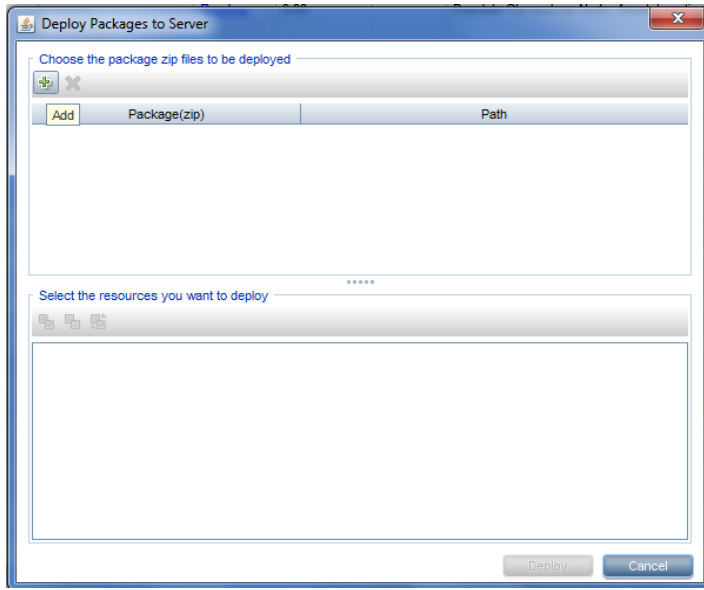 Deploy Packages to Server
Choose the package zip files to be deployed
Add
Package(zip)
Path
Select the resources you want to deploy
Deploy
Cancel